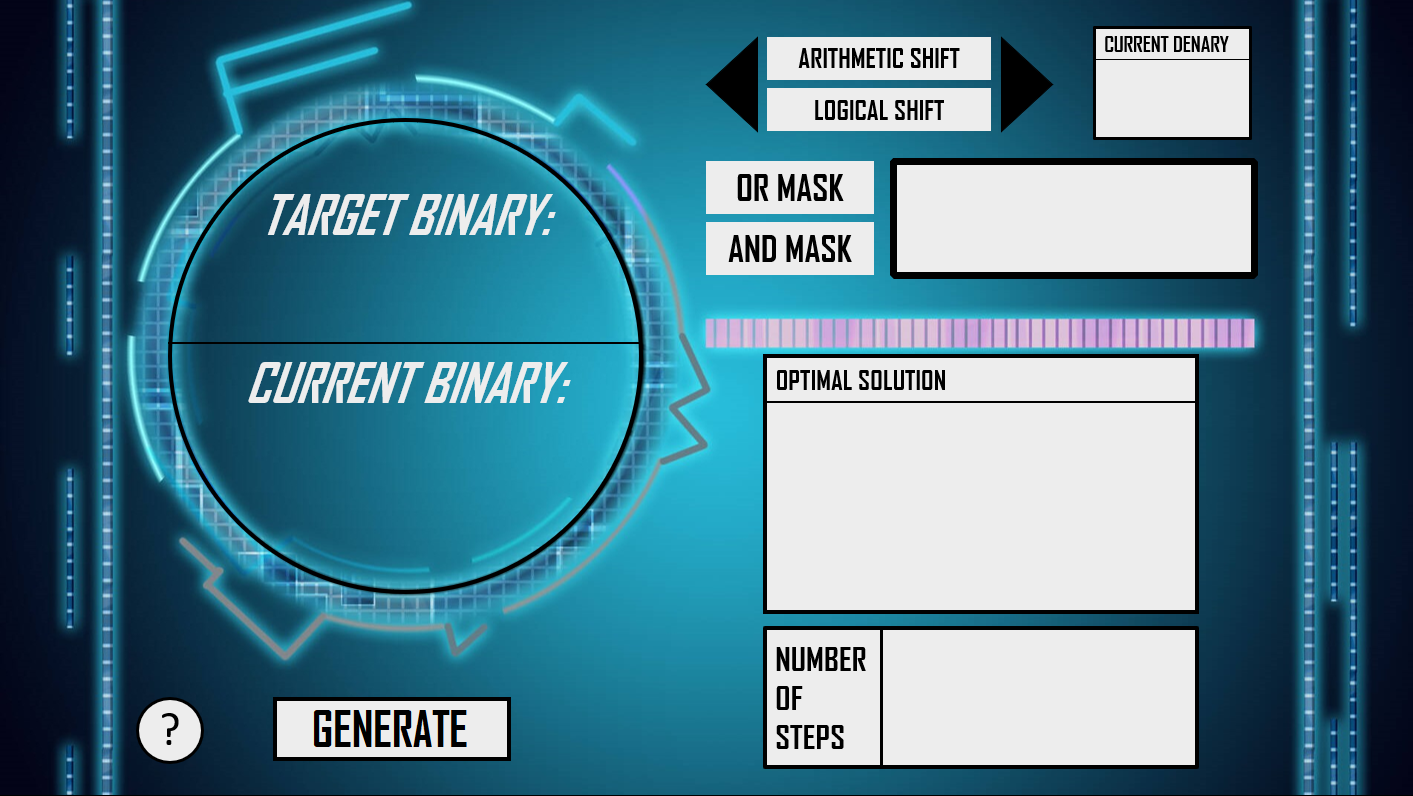 TARGET BINARY:
CURRENT BINARY:
?
GENERATE
ARITHMETIC SHIFT
LOGICAL SHIFT
CURRENT DENARY
OR MASK
AND MASK
OPTIMAL SOLUTION
NUMBER
OF
STEPS